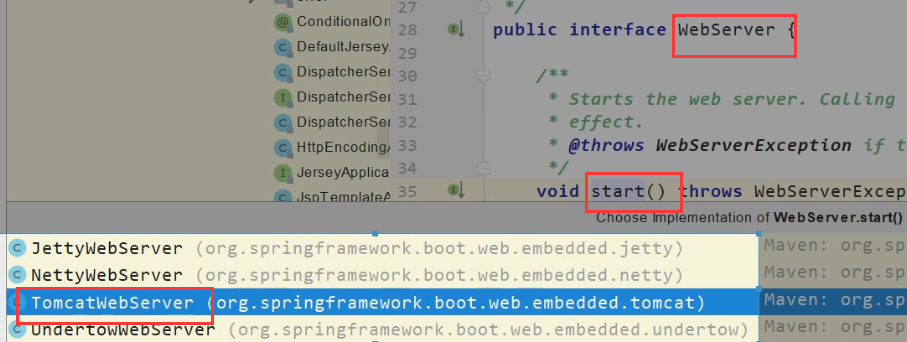 27 */
ConditionalOn
28 public interface WebServer {
DefaultJerseyA
29
DispatcherSer
30 /**
DispatcherSer
31 * Starts the web server. Calling
DispatcherSer
32 * effect.
HttpEncodingA
33 * @throws WebServerException if t
JerseyApplica
34 */
JspTemplateA
35 void start() throws WebServerExcep
Choose Implementation of WebServer.start()
JettyWebServer (org.springframework.boot.web.embedded.jetty) Maven: org.sp
NettyWebServer (org.springframework.boot.web.embedded.netty) Maven: org.sp
TomcatWebServer (org.springframework.boot.web.embedded.tomcat) Maven: org.sp
UndertowWebServer (org.springframework.boot.web.embedded.undertow) Maven: org.sp